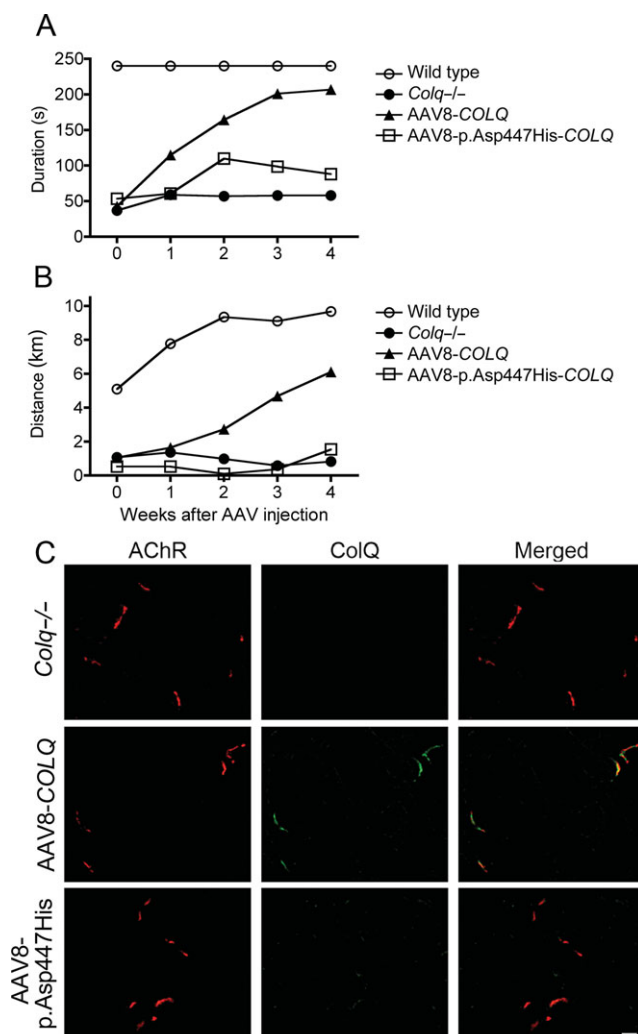 A
250
200
150
100
50
0
Duration (s)
0 1 2 3 4
Wild type
Colq−/−
AAV8-COLQ
AAV8-p.Asp447His-COLQ
B
10
8
6
4
2
0
Distance (km)
0 1 2 3 4
Weeks after AAV injection
Wild type
Colq−/−
AAV8-COLQ
AAV8-p.Asp447His-COLQ
C
AChR ColQ Merged
Colq−/−
AAV8-COLQ
AAV8-
p.Asp447His